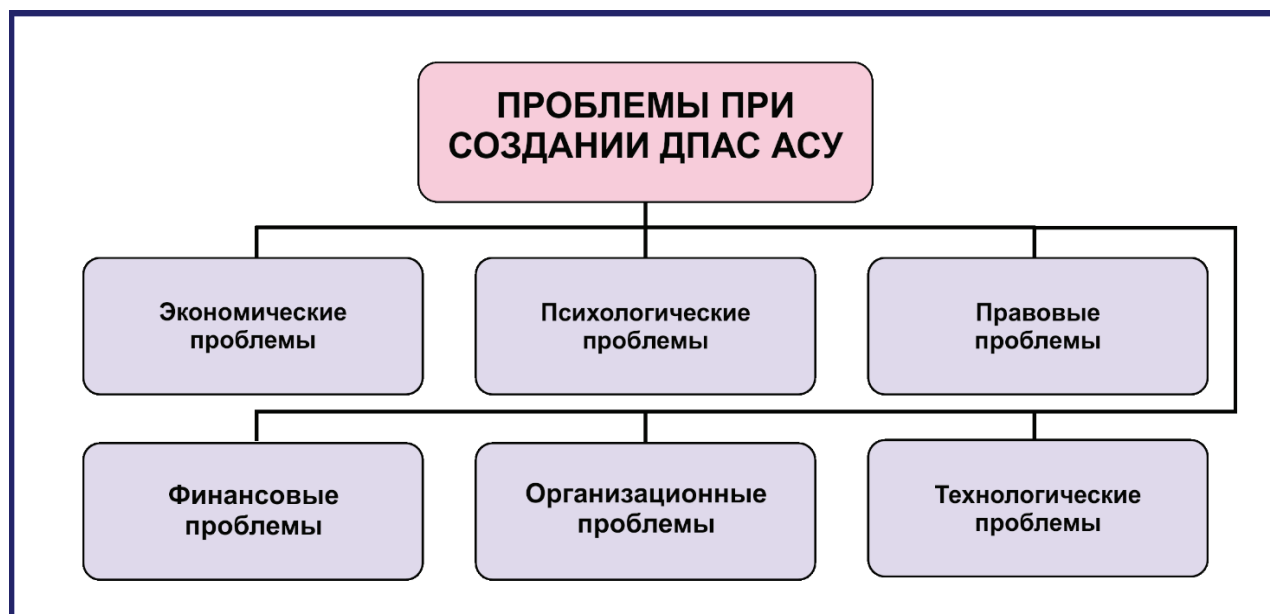 ПРОБЛЕМЫ ПРИ
СОЗДАНИИ ДПАС АСУ
Экономические
проблемы
Психологические
проблемы
Правовые
проблемы
Финансовые
проблемы
Организационные
проблемы
Технологические
проблемы